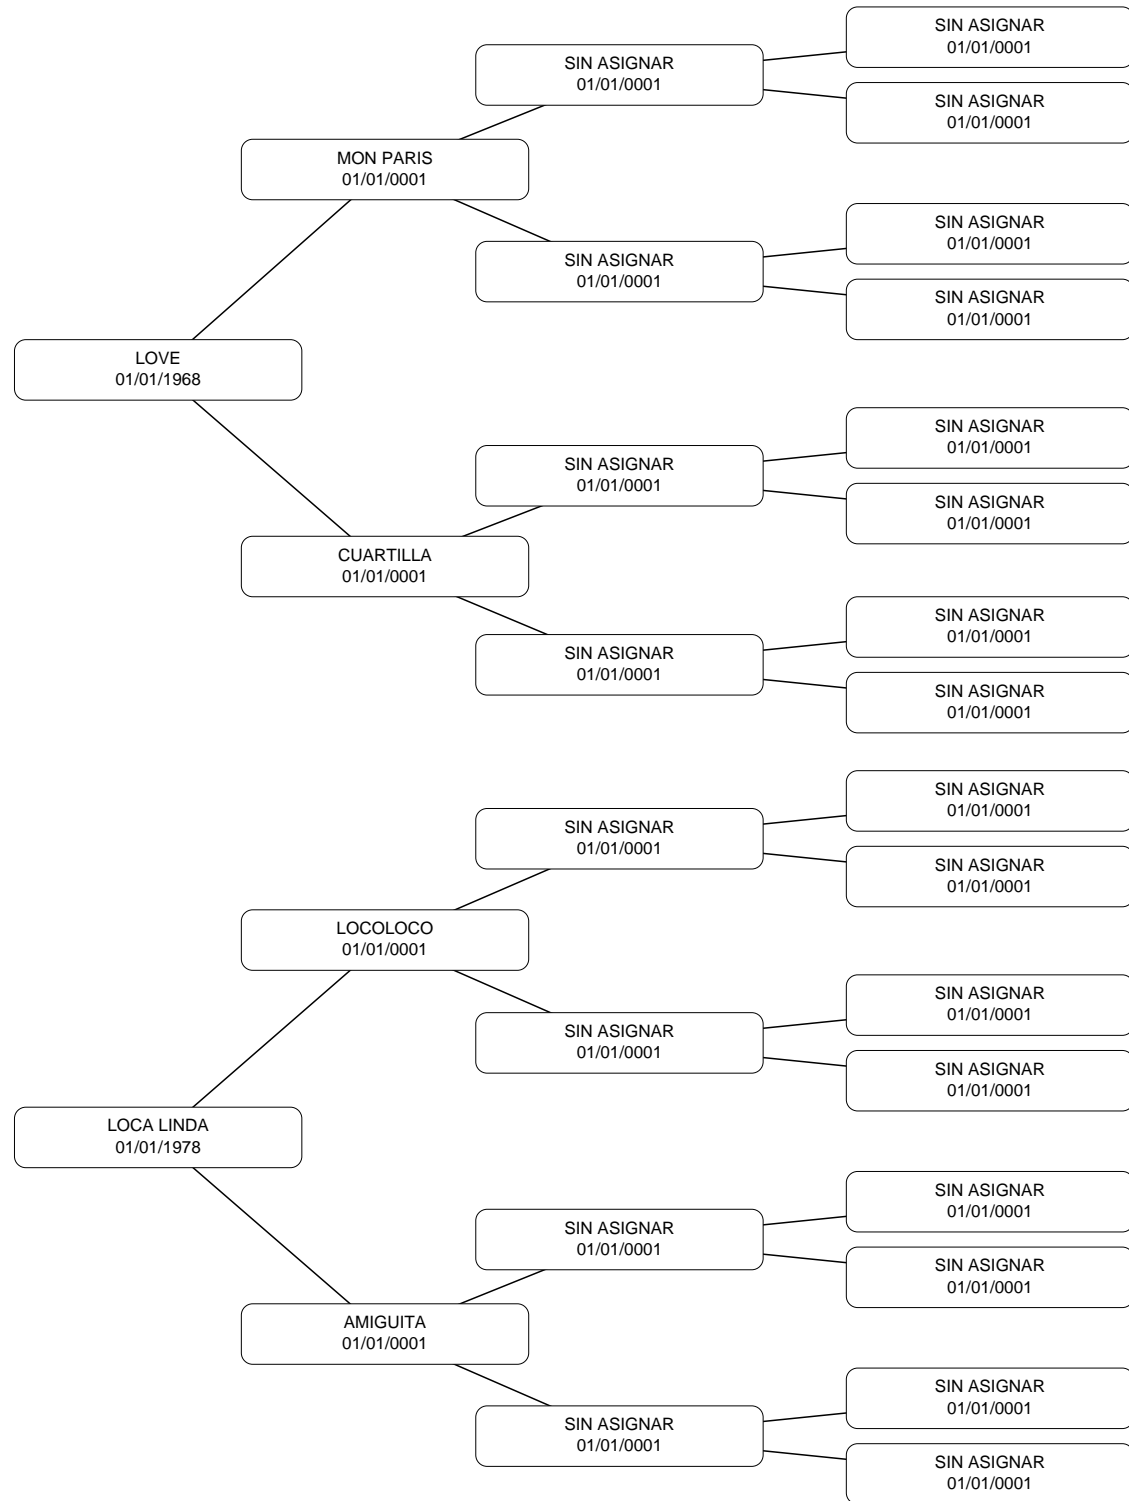 SIN ASIGNAR
01/01/0001
SIN ASIGNAR
01/01/0001
SIN ASIGNAR
01/01/0001
MON PARIS
01/01/0001
SIN ASIGNAR
01/01/0001
SIN ASIGNAR
01/01/0001
SIN ASIGNAR
01/01/0001
LOVE
01/01/1968
SIN ASIGNAR
01/01/0001
SIN ASIGNAR
01/01/0001
SIN ASIGNAR
01/01/0001
CUARTILLA
01/01/0001
SIN ASIGNAR
01/01/0001
SIN ASIGNAR
01/01/0001
SIN ASIGNAR
01/01/0001
SIN ASIGNAR
01/01/0001
SIN ASIGNAR
01/01/0001
SIN ASIGNAR
01/01/0001
LOCOLOCO
01/01/0001
SIN ASIGNAR
01/01/0001
SIN ASIGNAR
01/01/0001
SIN ASIGNAR
01/01/0001
LOCA LINDA
01/01/1978
SIN ASIGNAR
01/01/0001
SIN ASIGNAR
01/01/0001
SIN ASIGNAR
01/01/0001
AMIGUITA
01/01/0001
SIN ASIGNAR
01/01/0001
SIN ASIGNAR
01/01/0001
SIN ASIGNAR
01/01/0001